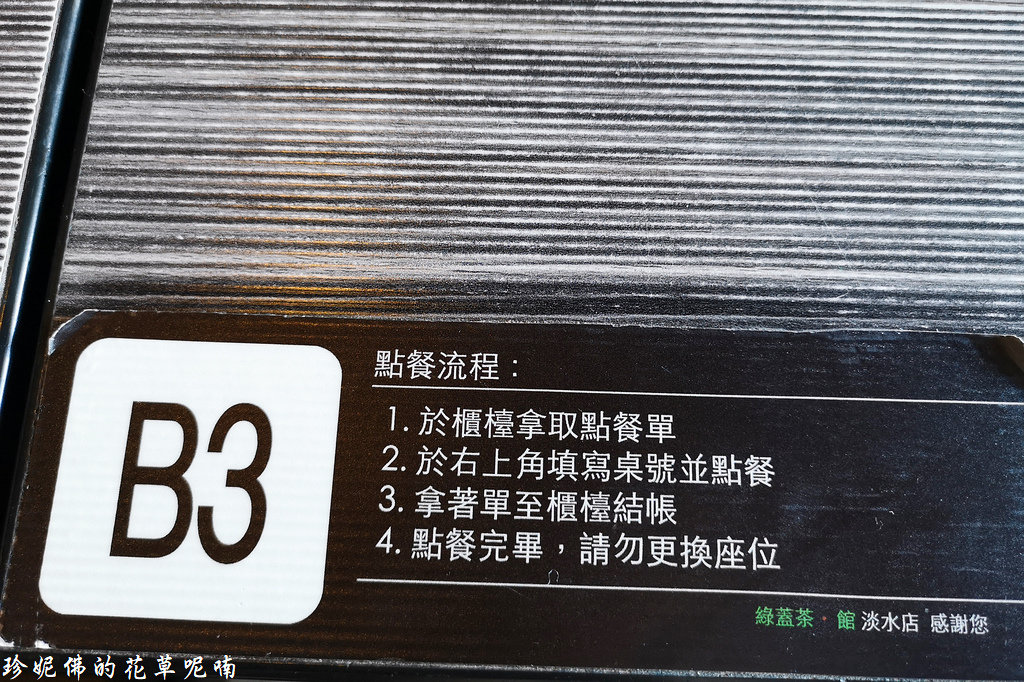 B3
點餐流程：
1. 於櫃檯拿取點餐單
2. 於右上角填寫桌號並點餐
3. 拿著單至櫃檯結帳
4. 點餐完畢，請勿更換座位
綠蓋茶·館 淡水店 感謝您
珍妮佛的花草呢喃